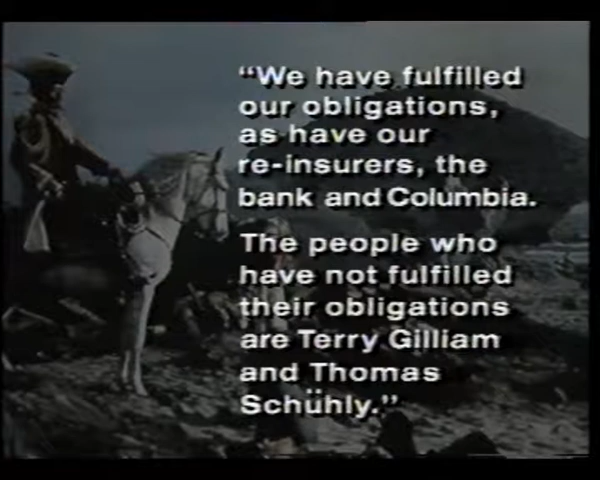 “We have fulfilled
our obligations,
as have our
re-insurers, the
bank and Columbia.
The people who
have not fulfilled
their obligations
are Terry Gilliam
and Thomas
Schühly.”